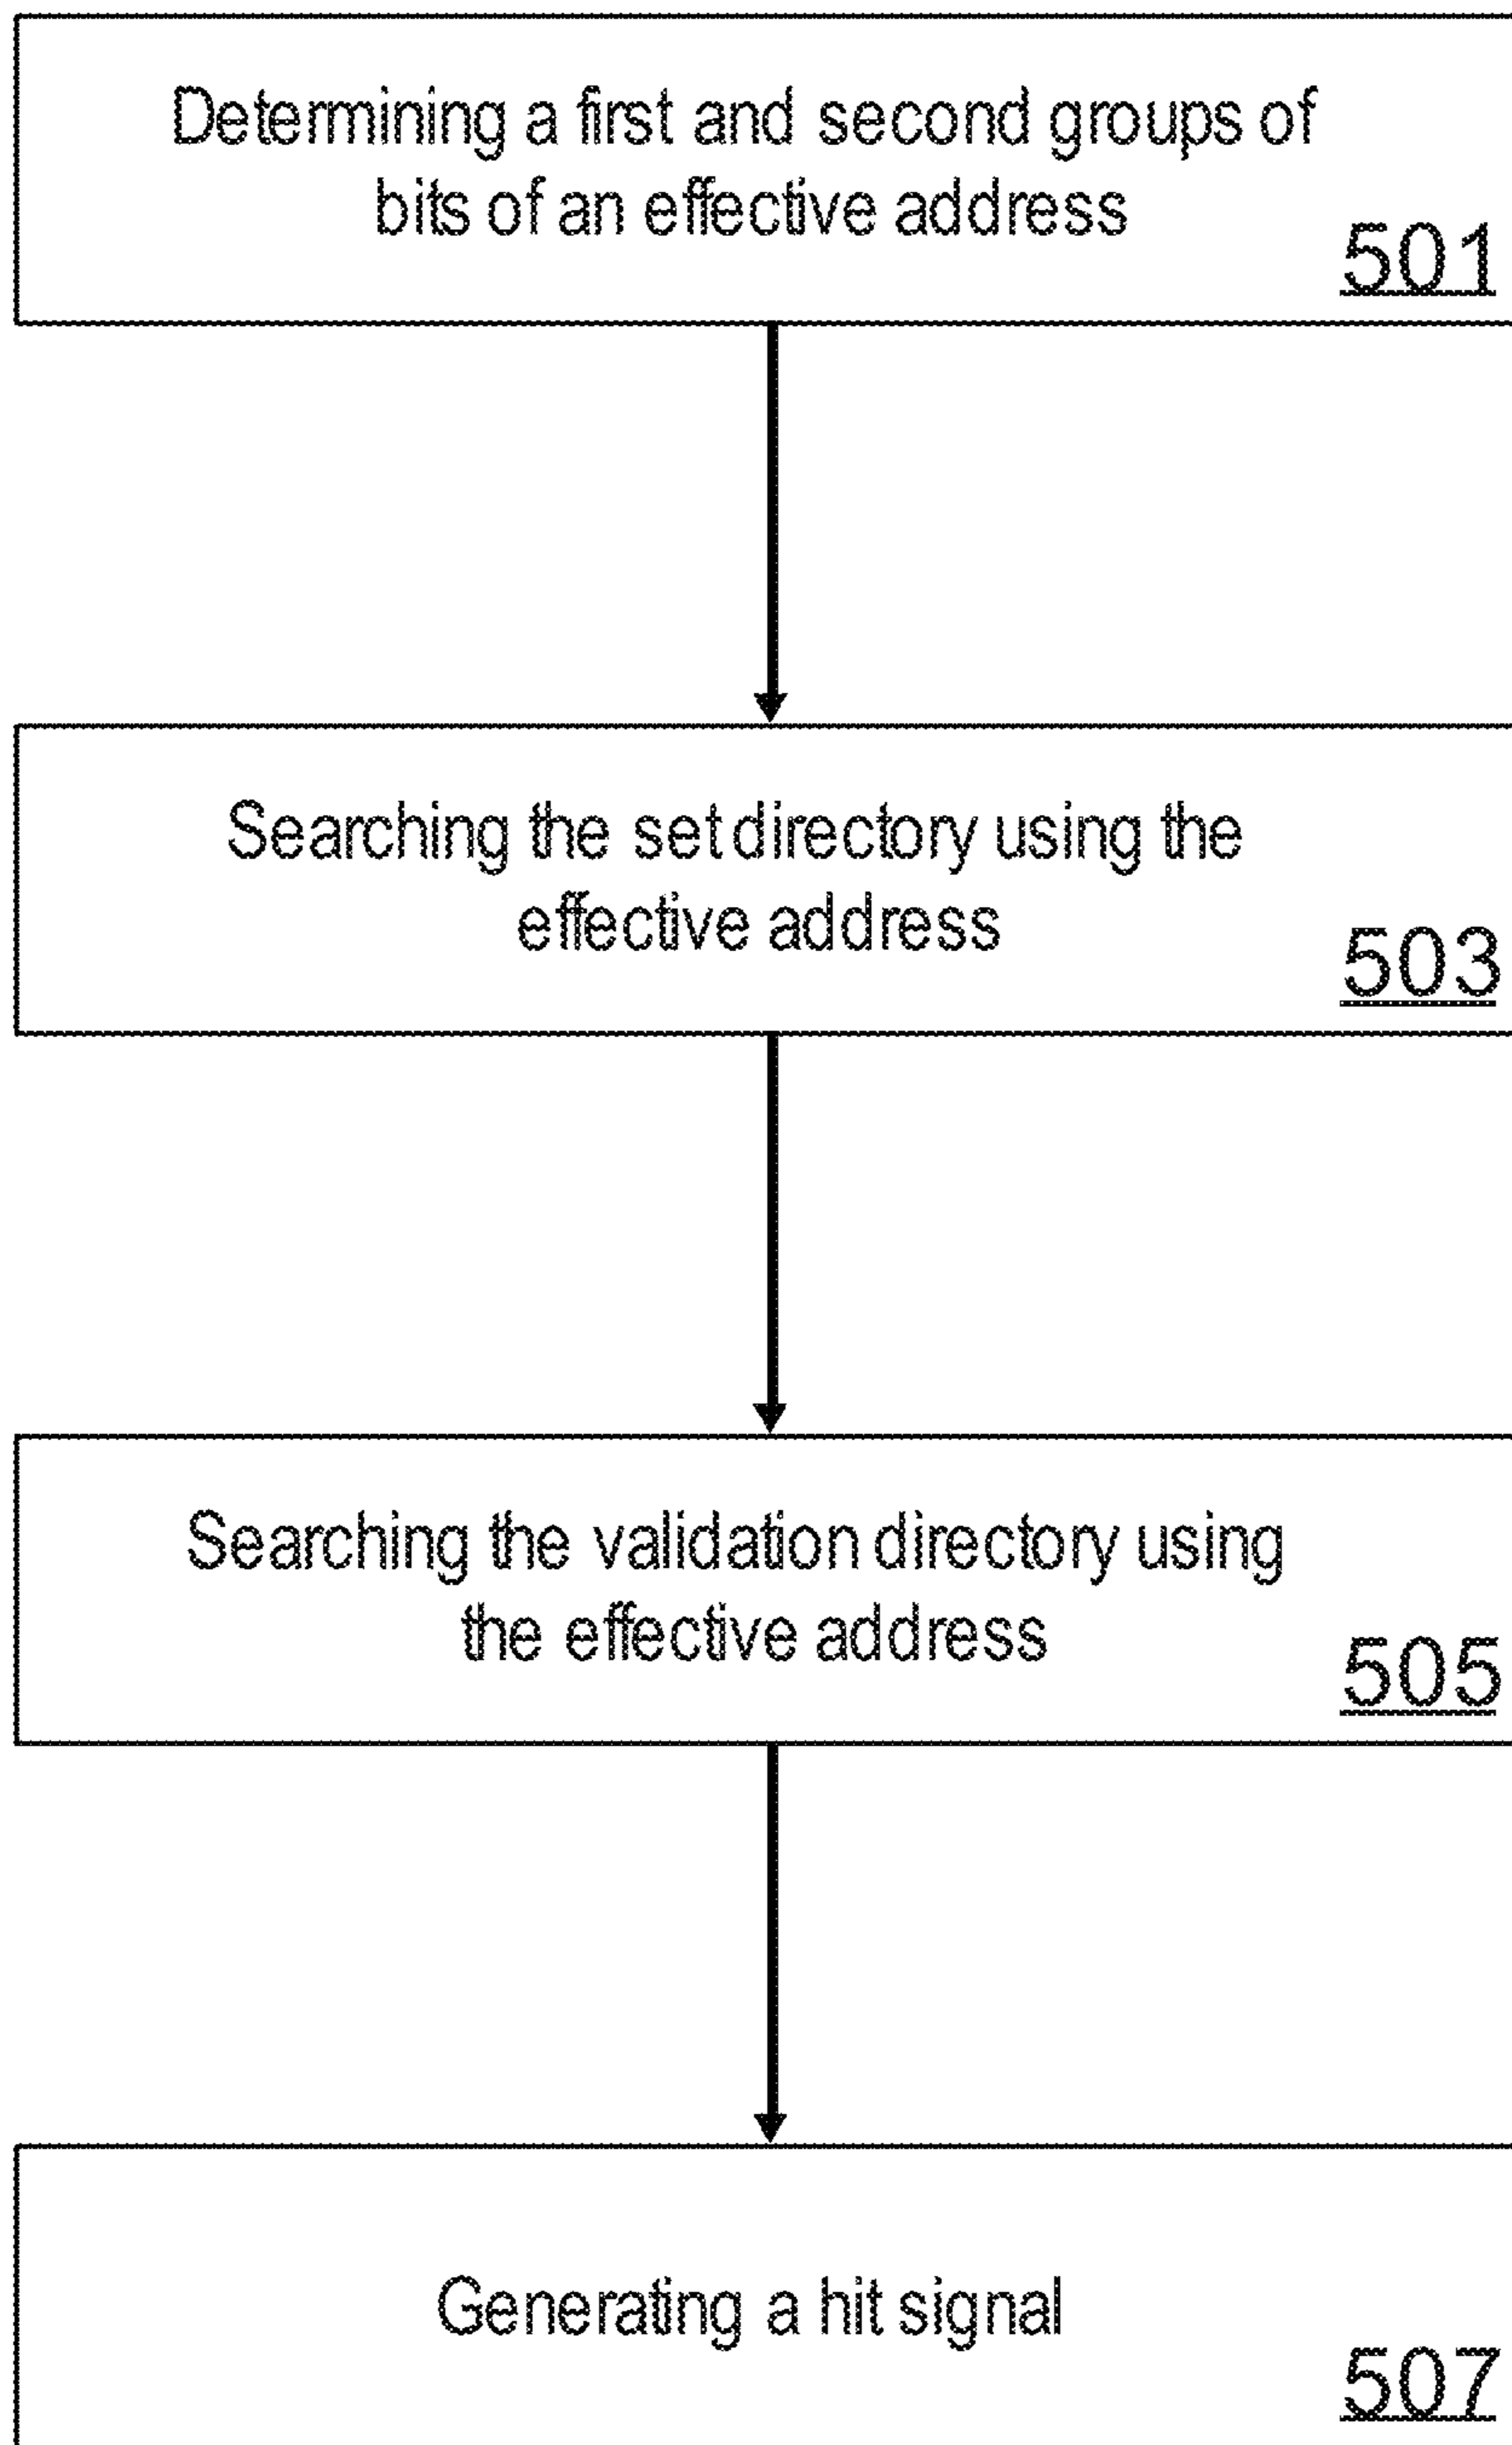 Determining a first and second groups of
bits of an effective address
501
Searching the set directory using the
effective address
503
Searching the validation directory using
the effective address
505
Generating a hit signal
507